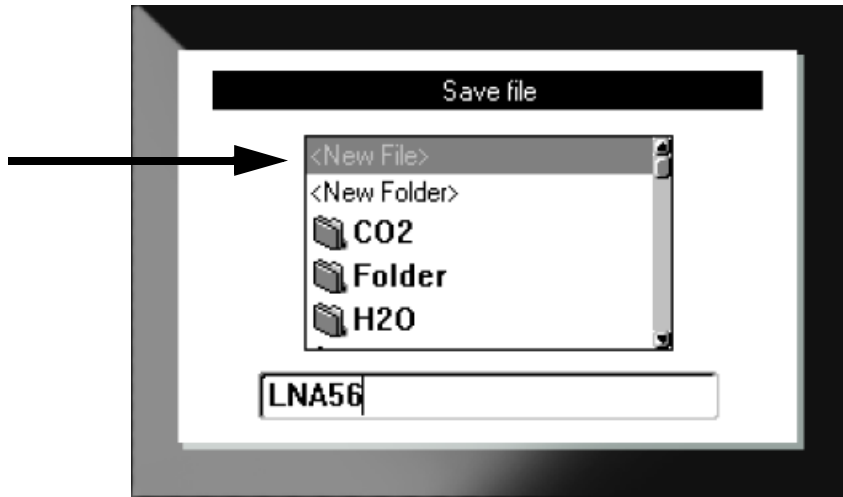 Save file
<New File>
<New Folder>
CO2
Folder
H2O
LNA56